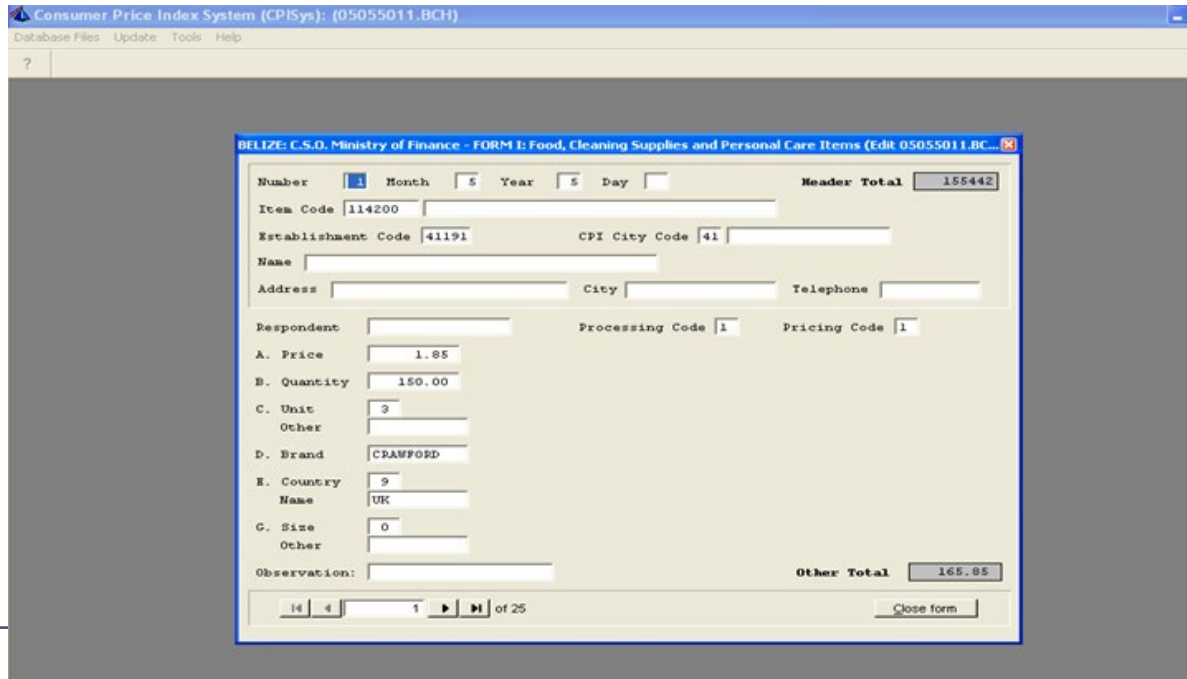 Consumer Price Index System (CPISys): (05055011.BCH)
Database Files Update Tools Help
?
BELIZE: C.S.O. Ministry of Finance - FORM I: Food, Cleaning Supplies and Personal Care Items (Edit 05055011.BC...
Number 1 Month 5 Year 5 Day Header Total 155442
Item Code 114200
Establishment Code 41191 CPI City Code 41
Name
Address City Telephone
Respondent Processing Code 1 Pricing Code 1
A. Price 1.85
B. Quantity 150.00
C. Unit 3
Other
D. Brand CRAWFORD
E. Country 9
Name UK
G. Size 0
Other
Observation: Other Total 165.85
1 of 25 Close form